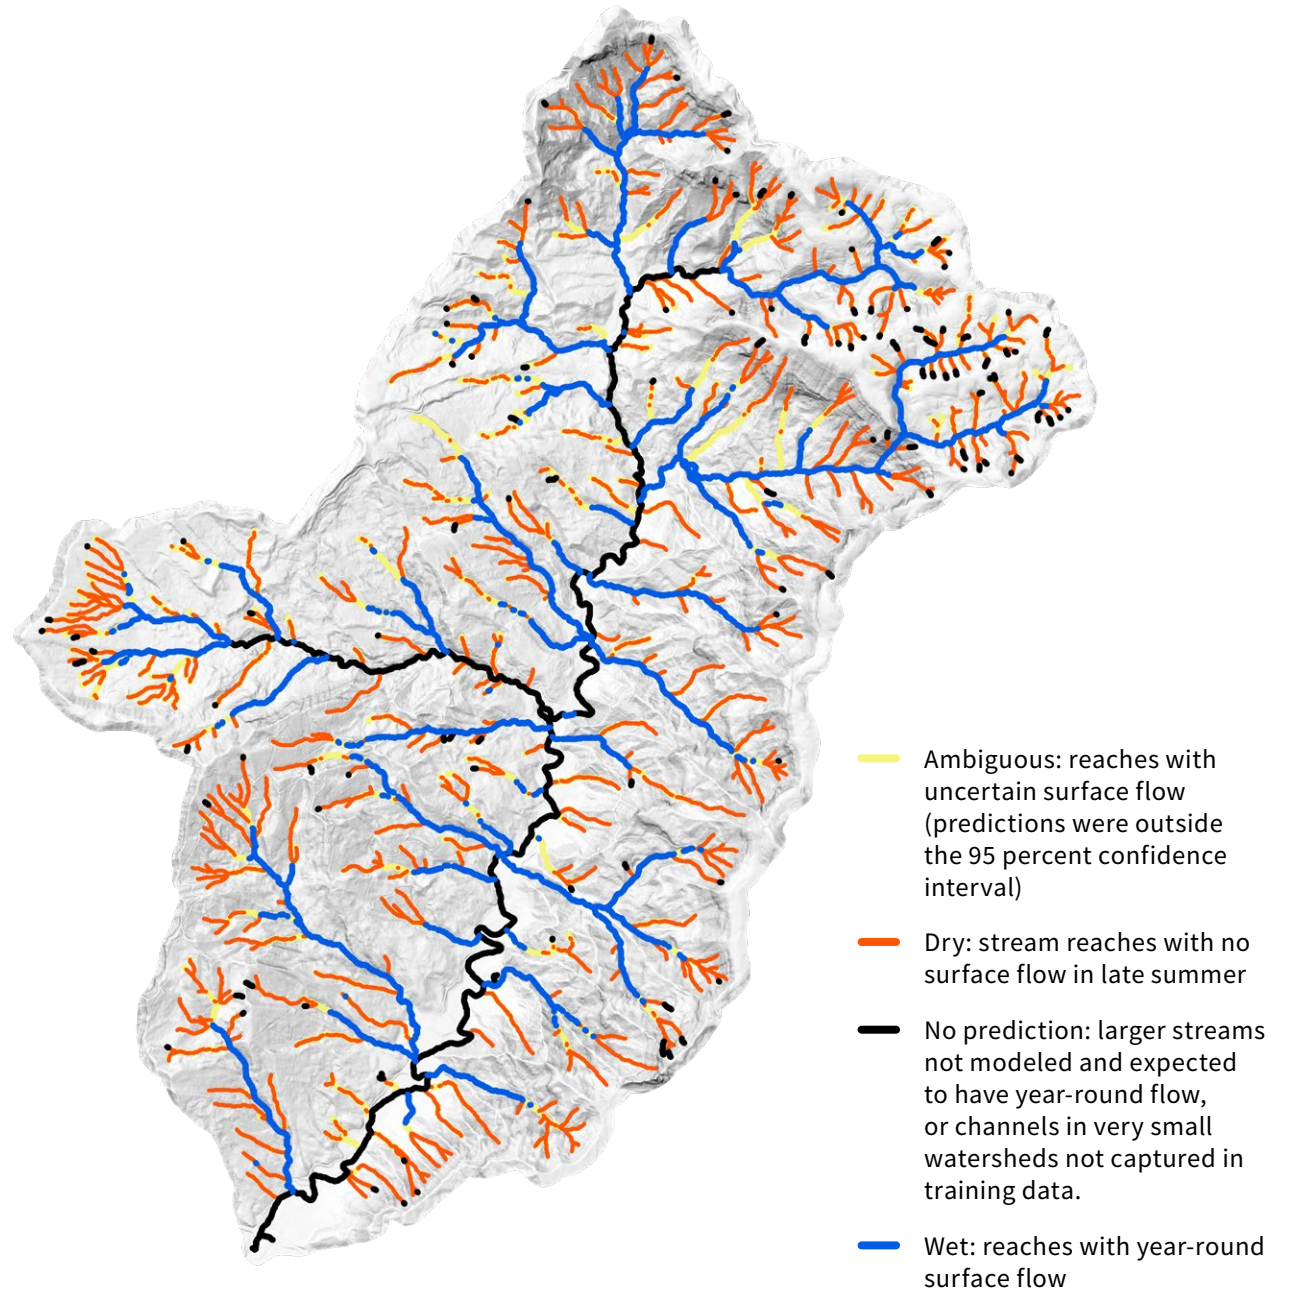 Ambiguous: reaches with
uncertain surface flow
(predictions were outside
the 95 percent confidence
interval)
Dry: stream reaches with no
surface flow in late summer
No prediction: larger streams
not modeled and expected
to have year-round flow,
or channels in very small
watersheds not captured in
training data.
Wet: reaches with year-round
surface flow